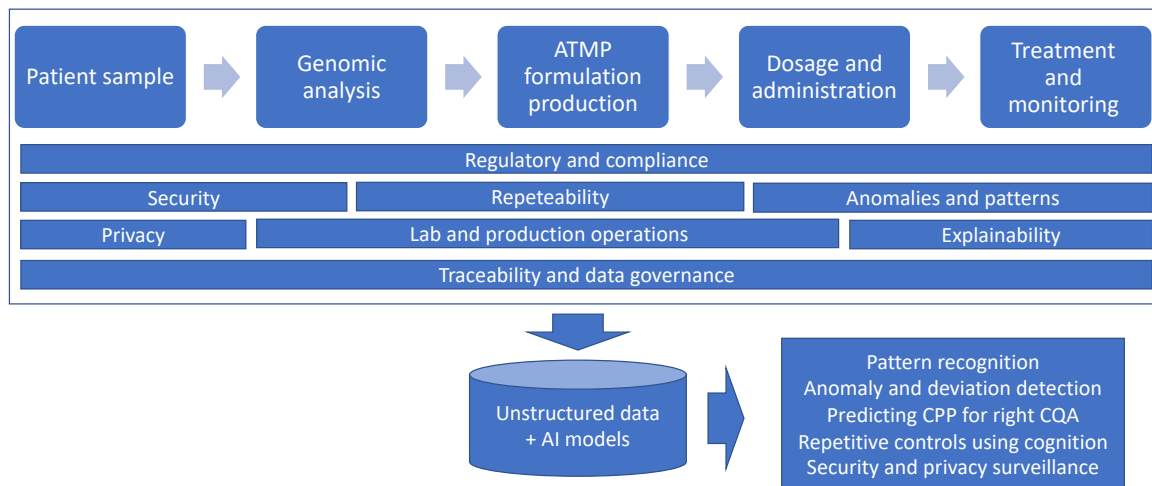 Patient sample
Genomic
analysis
ATMP
formulation
production
Dosage and
administration
Treatment
and
monitoring
Regulatory and compliance
Security
Repeteability
Anomalies and patterns
Privacy
Lab and production operations
Explainability
Traceability and data governance
Unstructured data
+ AI models
Pattern recognition
Anomaly and deviation detection
Predicting CPP for right CQA
Repetitive controls using cognition
Security and privacy surveillance